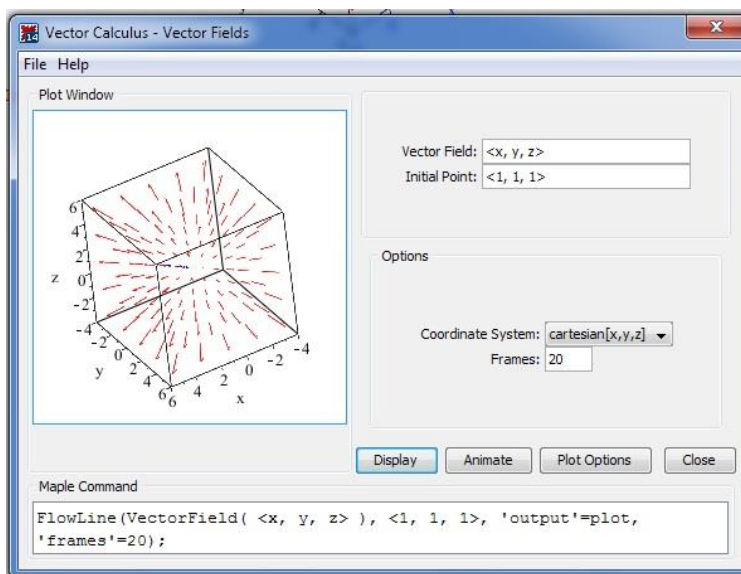 Vector Calculus - Vector Fields
File Help
Plot Window
6
4
2
z 0
-2
-4
-4
-2
0
y 2
4
6
6 4 2 0 -2 -4
x
Vector Field: <x, y, z>
Initial Point: <1, 1, 1>
Options
Coordinate System: cartesian[x,y,z]
Frames: 20
Display Animate Plot Options Close
Maple Command
FlowLine(VectorField( <x, y, z> ), <1, 1, 1>, 'output'=plot,
'frames'=20);